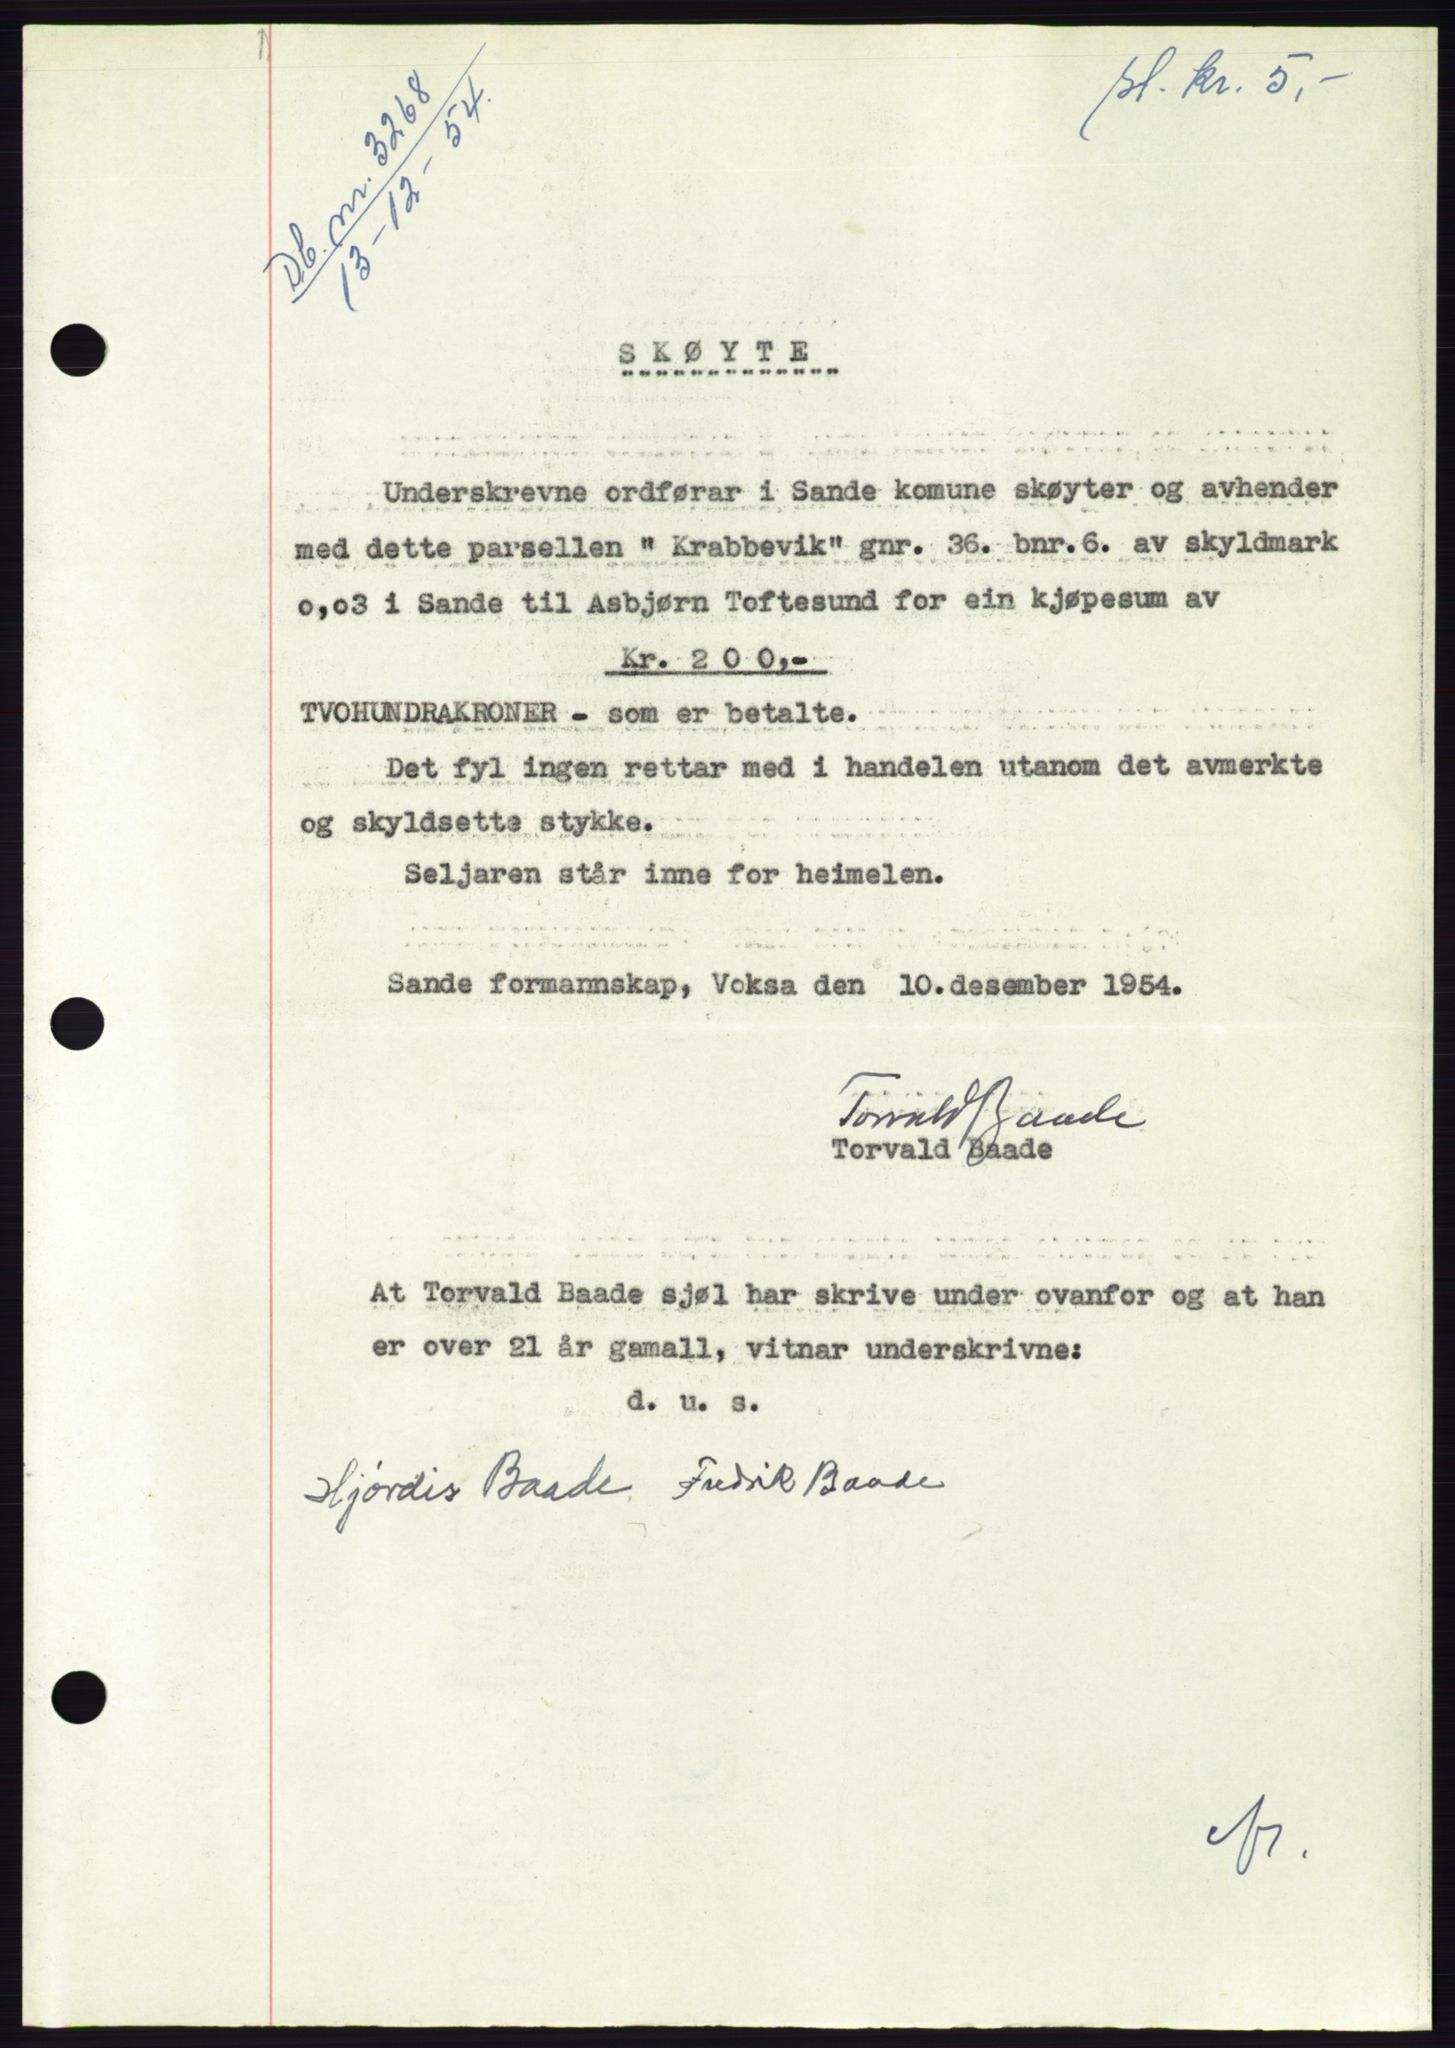 st. kr. 5,-
Db. nr. 3268
13-12-54.
SKØYTE
Underskrevne ordførar i Sande komune skøyter og avhender
med dette parsellen " Krabbevik" gnr. 36. bnr.6. av skyldmark
o,o3 i Sande til Asbjørn Toftesund for ein kjøpesum av
Kr. 2 0 0,-
TVOHUNDRAKRONER - som er betalte.
Det fyl ingen rettar med i handelen utanom det avmerkte
og skyldsette stykke.
Seljaren står inne for heimelen.
Sande formannskap, Voksa den 10.desember 1954.
Torvald Baade
Torvald Baade
At Torvald Baade sjøl har skrive under ovanfor og at han
er over 21 år gamall, vitnar underskrivne:
d. u. s.
Hjördis Baade Fredrik Baade